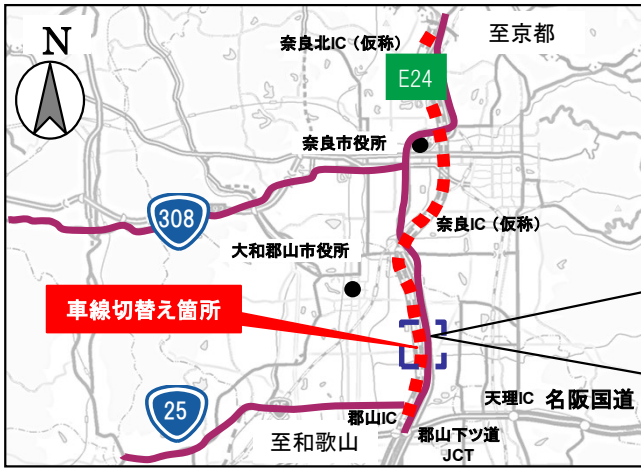 N
至京都
奈良北IC（仮称）
E24
奈良市役所
308
奈良IC（仮称）
大和郡山市役所
車線切替え箇所
25
郡山IC
天理IC 名阪国道
至和歌山
郡山下ツ道
JCT